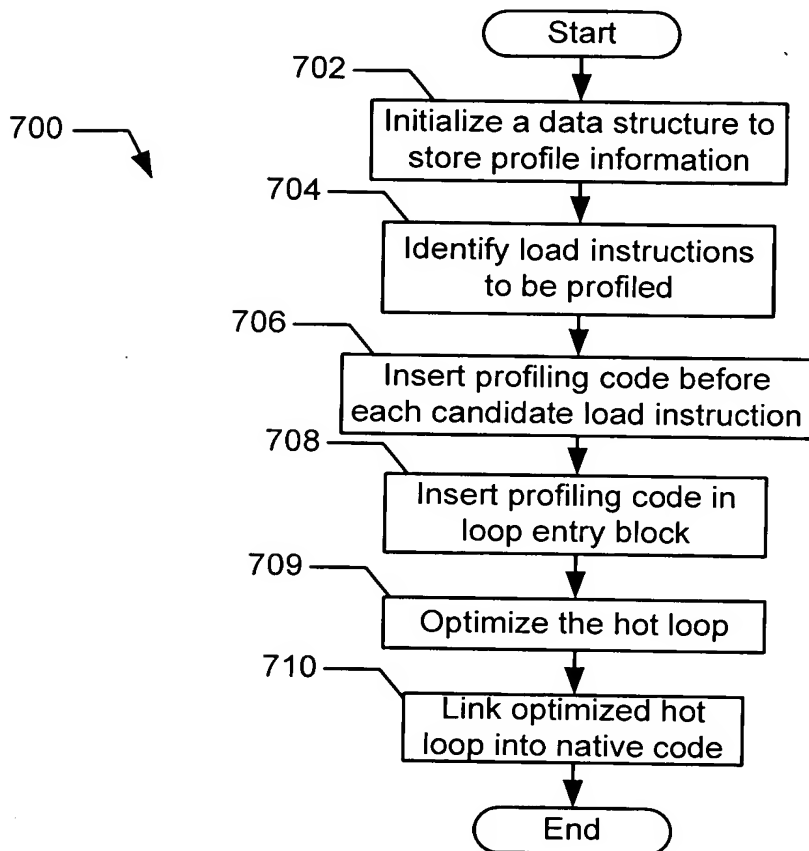 Start
702
700
Initialize a data structure to
store profile information
704
Identify load instructions
to be profiled
706
Insert profiling code before
each candidate load instruction
708
Insert profiling code in
loop entry block
709
Optimize the hot loop
710
Link optimized hot
loop into native code
End